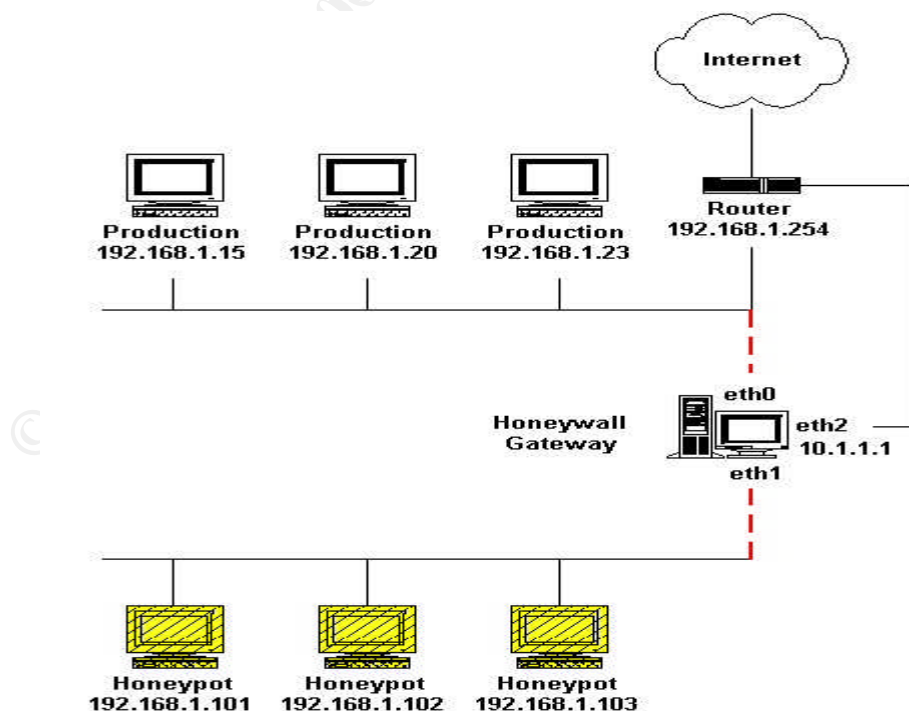 Internet
Router
192.168.1.254
Production
192.168.1.15
Production
192.168.1.20
Production
192.168.1.23
eth0
Honeywall
Gateway
eth2
10.1.1.1
eth1
Honeypot
192.168.1.101
Honeypot
192.168.1.102
Honeypot
192.168.1.103